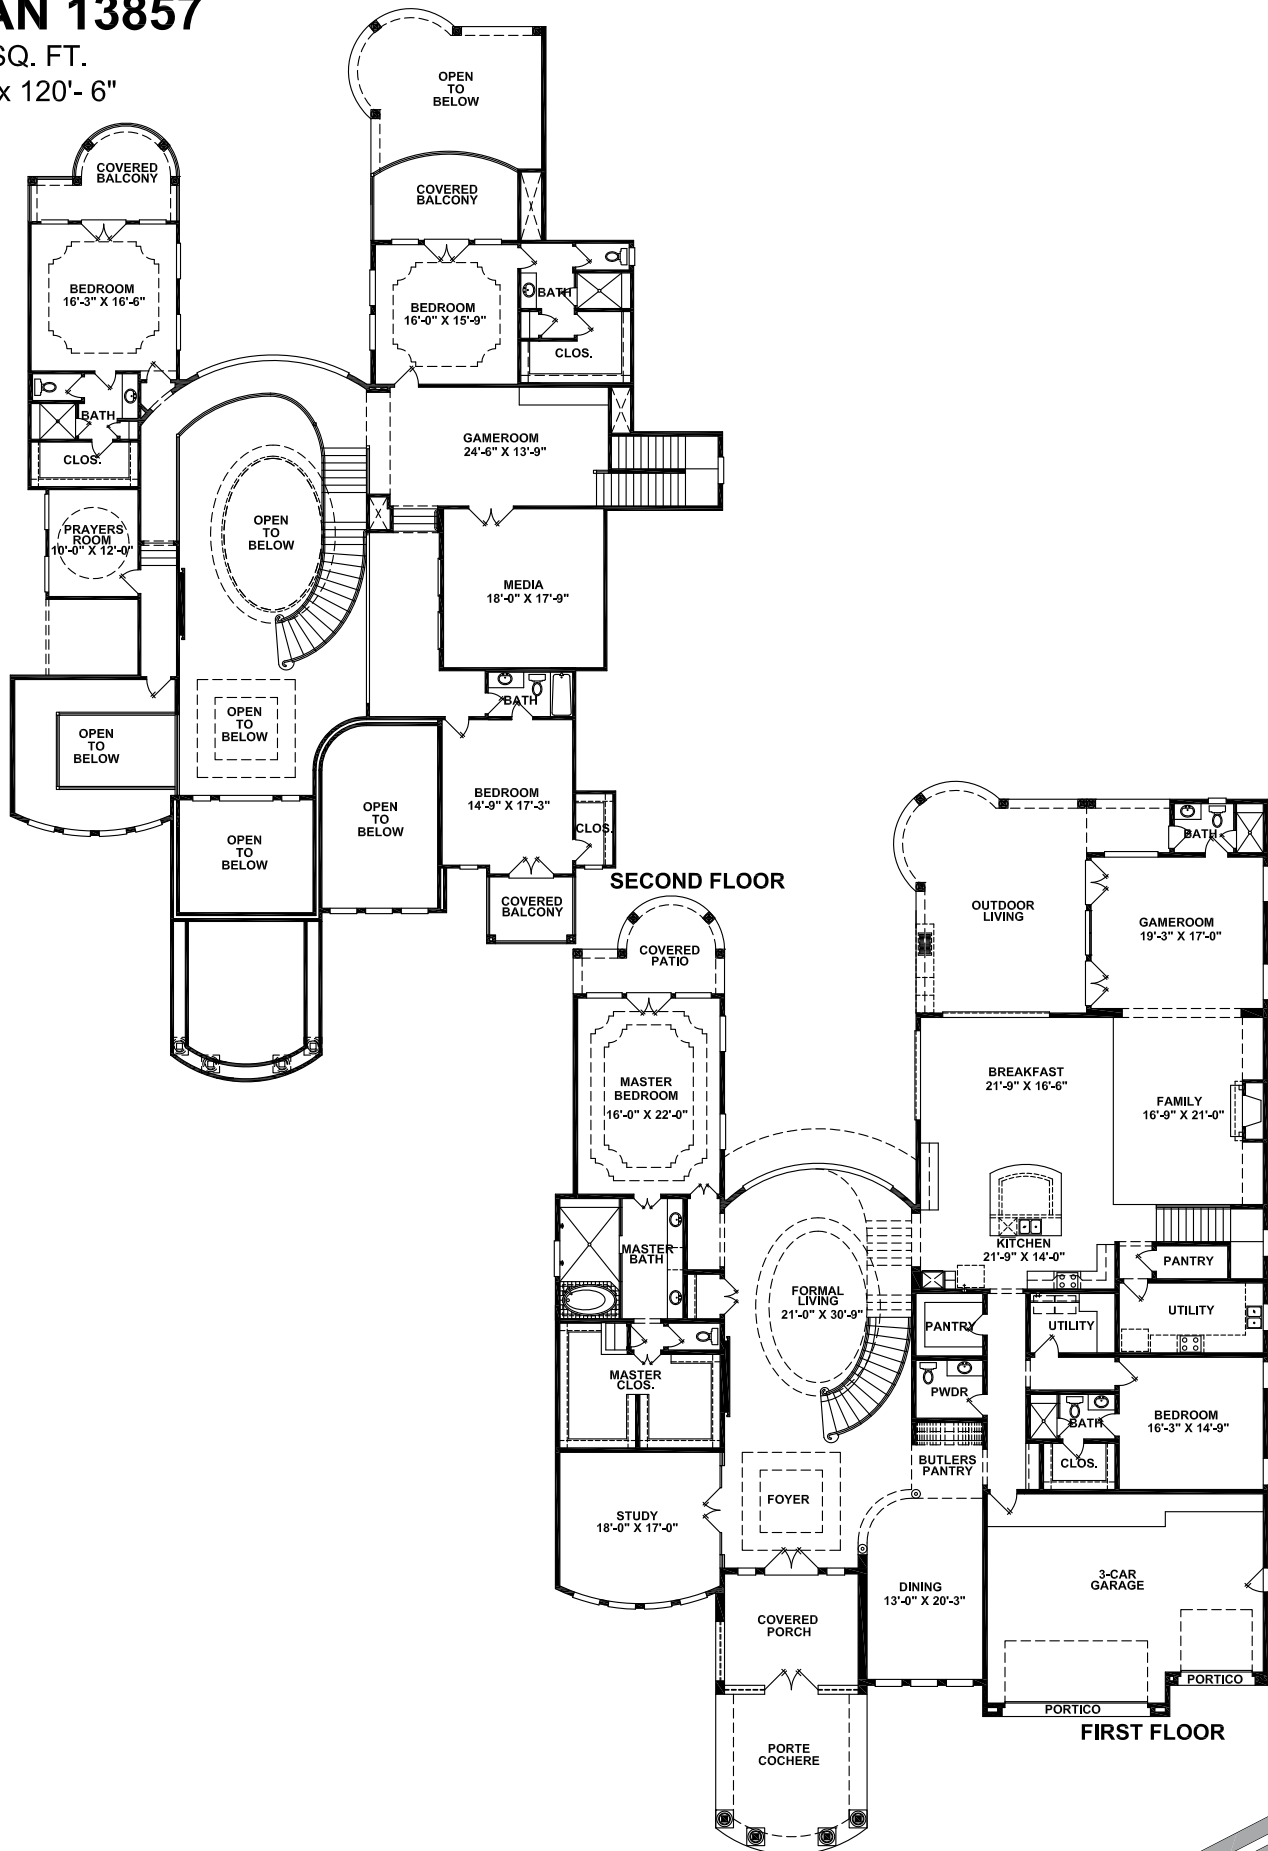 AN 13857
SQ. FT.
x 120'- 6"
OPEN
TO
BELOW
COVERED
BALCONY
COVERED
BALCONY
BEDROOM
16'-3" X 16'-6"
BEDROOM
16'-0" X 15'-9"
BATH
CLOS.
BATH
CLOS.
GAMEROOM
24'-6" X 13'-9"
PRAYERS
ROOM
10'-0" X 12'-0"
OPEN
TO
BELOW
MEDIA
18'-0" X 17'-9"
BATH
OPEN
TO
BELOW
OPEN
TO
BELOW
BEDROOM
14'-9" X 17'-3"
OPEN
TO
BELOW
CLOS.
OPEN
TO
BELOW
COVERED
BALCONY
SECOND FLOOR
COVERED
PATIO
BATH
OUTDOOR
LIVING
GAMEROOM
19'-3" X 17'-0"
MASTER
BEDROOM
16'-0" X 22'-0"
BREAKFAST
21'-9" X 16'-6"
FAMILY
16'-9" X 21'-0"
MASTER
BATH
KITCHEN
21'-9" X 14'-0"
PANTRY
FORMAL
LIVING
21'-0" X 30'-9"
PANTRY
UTILITY
UTILITY
MASTER
CLOS.
PWDR
BEDROOM
16'-3" X 14'-9"
BATH
CLOS.
BUTLERS
PANTRY
STUDY
18'-0" X 17'-0"
FOYER
3-CAR
GARAGE
DINING
13'-0" X 20'-3"
COVERED
PORCH
PORTICO
PORTICO
FIRST FLOOR
PORTE
COCHERE